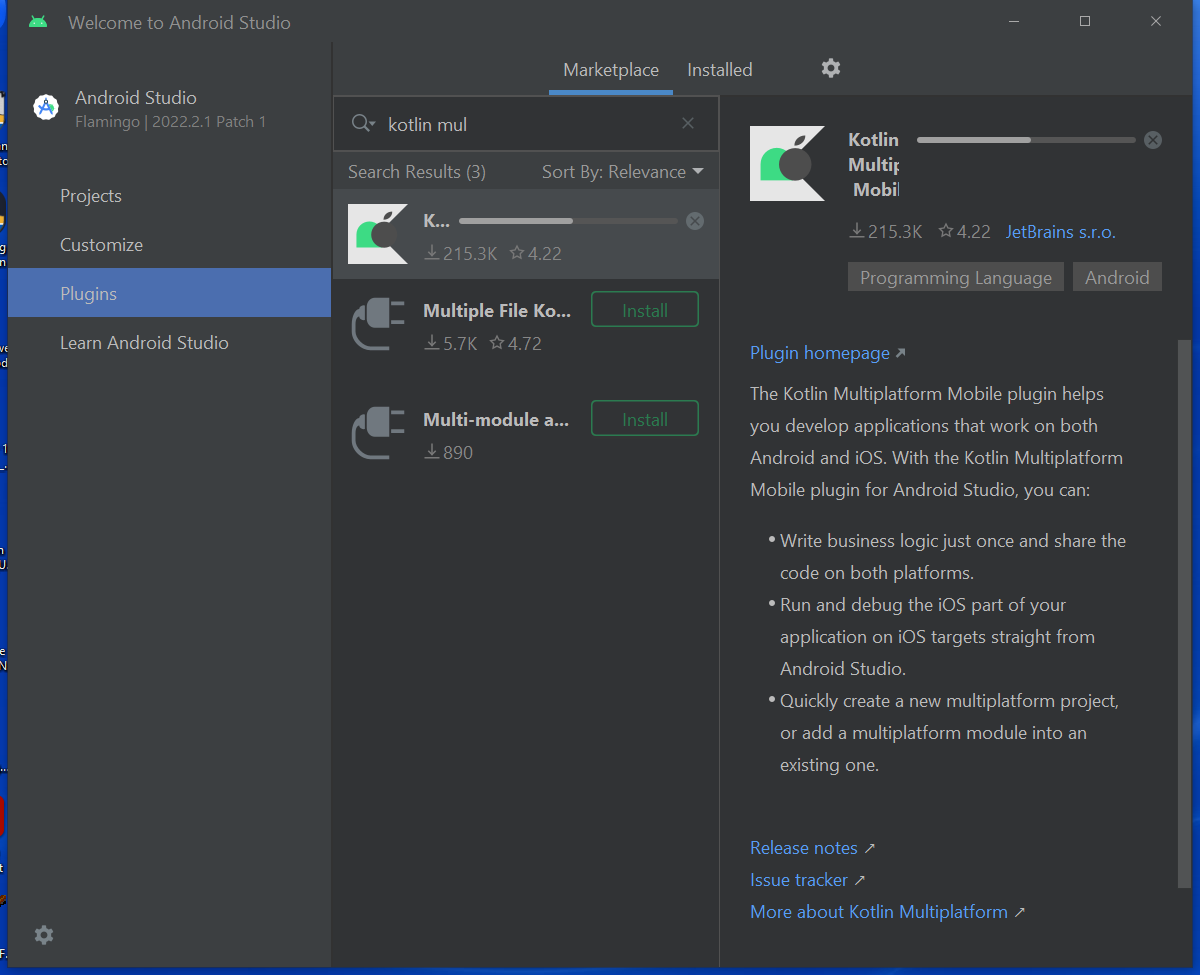 Welcome to Android Studio
Android Studio
Flamingo | 2022.2.1 Patch 1
Projects
Customize
Plugins
Learn Android Studio
Marketplace
Installed
kotlin mul
Search Results (3)
Sort By: Relevance
K...
215.3K
4.22
Multiple File Ko...
Install
5.7K
4.72
Multi-module a...
Install
890
Kotlin
Multip
Mobil
215.3K
4.22
JetBrains s.r.o.
Programming Language
Android
Plugin homepage
The Kotlin Multiplatform Mobile plugin helps
you develop applications that work on both
Android and iOS. With the Kotlin Multiplatform
Mobile plugin for Android Studio, you can:
• Write business logic just once and share the
code on both platforms.
• Run and debug the iOS part of your
application on iOS targets straight from
Android Studio.
• Quickly create a new multiplatform project,
or add a multiplatform module into an
existing one.
Release notes
Issue tracker
More about Kotlin Multiplatform